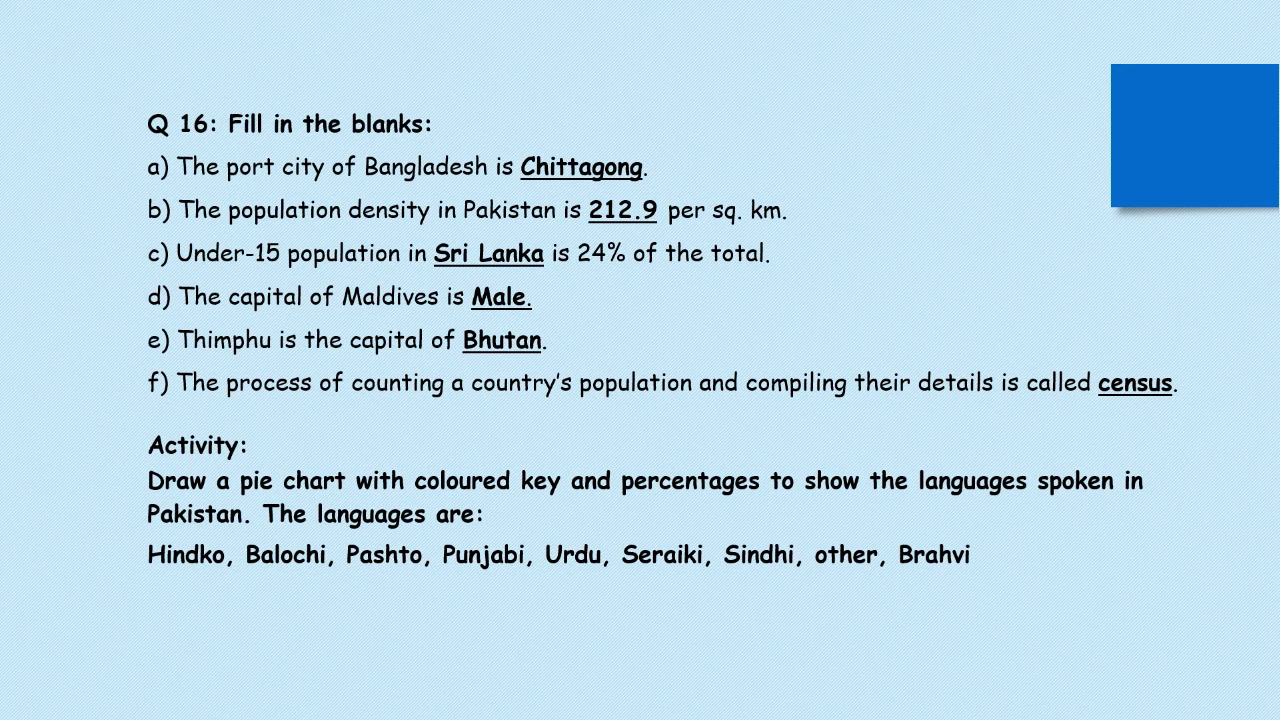 Q 16: Fill in the blanks:
a) The port city of Bangladesh is Chittagong.
b) The population density in Pakistan is 212.9 per sq. km.
c) Under-15 population in Sri Lanka is 24% of the total.
d) The capital of Maldives is Male.
e) Thimphu is the capital of Bhutan.
f) The process of counting a country’s population and compiling their details is called census.
Activity:
Draw a pie chart with coloured key and percentages to show the languages spoken in
Pakistan. The languages are:
Hindko, Balochi, Pashto, Punjabi, Urdu, Seraiki, Sindhi, other, Brahvi